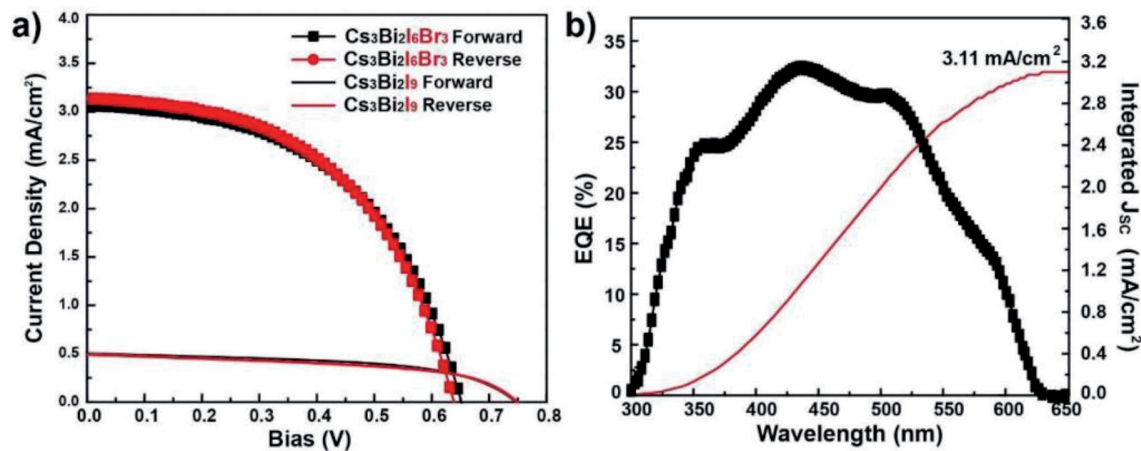 a)
Cs₃Bi₂I₆Br₃ Forward
Cs₃Bi₂I₆Br₃ Reverse
Cs₃Bi₂I₉ Forward
Cs₃Bi₂I₉ Reverse
Current Density (mA/cm²)
4.0
3.5
3.0
2.5
2.0
1.5
1.0
0.5
0.0
0.0 0.1 0.2 0.3 0.4 0.5 0.6 0.7 0.8
Bias (V)
b)
3.11 mA/cm²
EQE (%)
35
30
25
20
15
10
5
0
300 350 400 450 500 550 600 650
Wavelength (nm)
3.6
3.2
2.8
2.4
2.0
1.6
1.2
0.8
0.4
0.0
Integrated J_SC (mA/cm²)